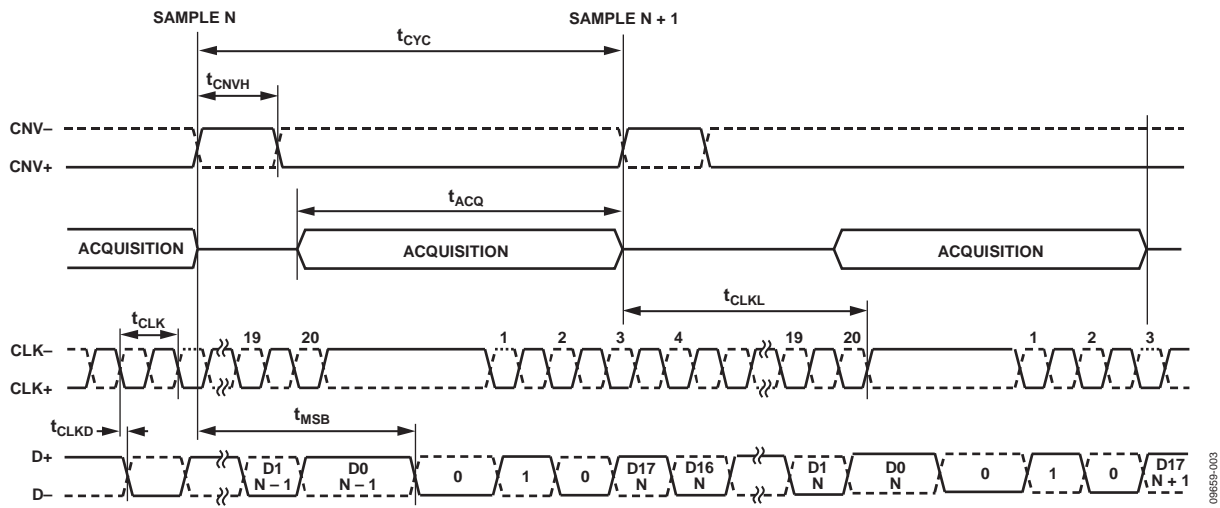 SAMPLE N SAMPLE N + 1
tCYC
tCNVH
CNV–
CNV+
tACQ
ACQUISITION ACQUISITION ACQUISITION
tCLKL
tCLK
19 20 1 2 3 4 19 20 1 2 3
CLK–
CLK+
tCLKD
tMSB
D+
D–
D1 N – 1
D0 N – 1
0
1
0
D17 N
D16 N
D1 N
D0 N
0
1
0
D17 N + 1
09659-003